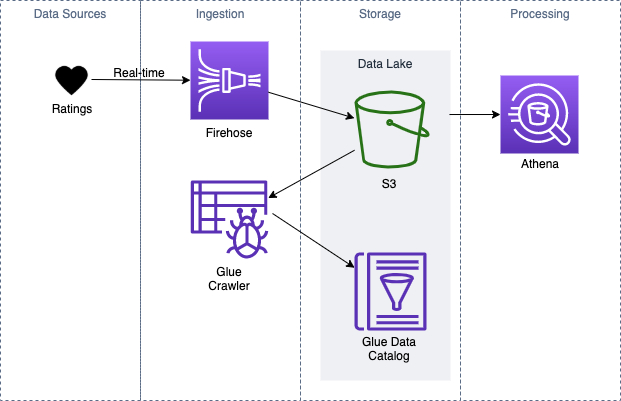 Data Sources
Ingestion
Storage
Processing
Data Lake
Real-time
Ratings
Firehose
S3
Athena
Glue
Crawler
Glue Data
Catalog